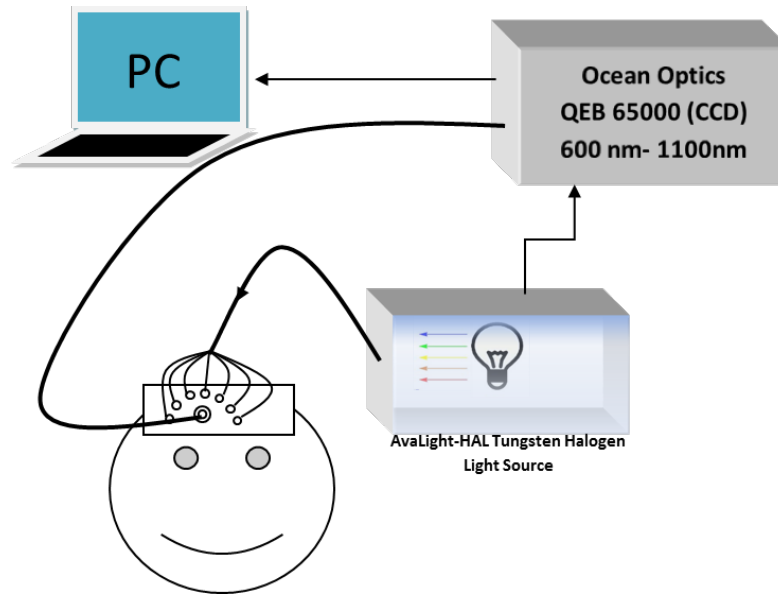 PC
Ocean Optics
QEB 65000 (CCD)
600 nm- 1100nm
AvaLight-HAL Tungsten Halogen
Light Source